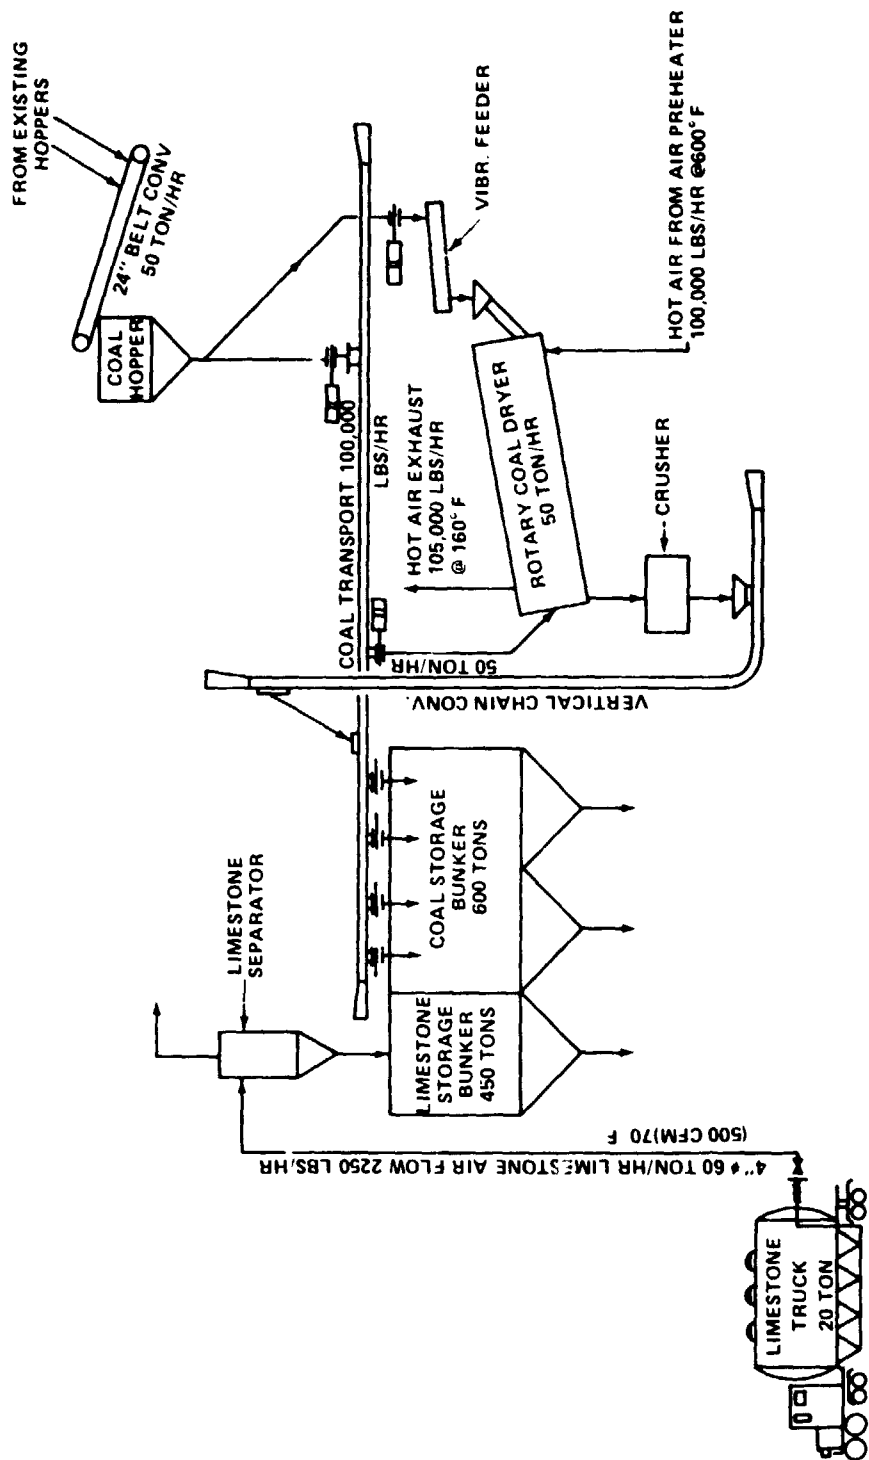 FROM EXISTING
HOPPERS
24" BELT CONV
50 TON/HR
COAL
HOPPER
VIBR. FEEDER
HOT AIR FROM AIR PREHEATER
100,000 LBS/HR @600° F
COAL TRANSPORT 100,000
LBS/HR
HOT AIR EXHAUST
105,000 LBS/HR
@ 160° F
ROTARY COAL DRYER
50 TON/HR
CRUSHER
50 TON/HR
VERTICAL CHAIN CONV.
LIMESTONE
SEPARATOR
COAL STORAGE
BUNKER
600 TONS
LIMESTONE
STORAGE
BUNKER
450 TONS
4" ϕ 60 TON/HR LIMESTONE AIR FLOW 2250 LBS/HR
(500 CFM)70 F
LIMESTONE
TRUCK
20 TON